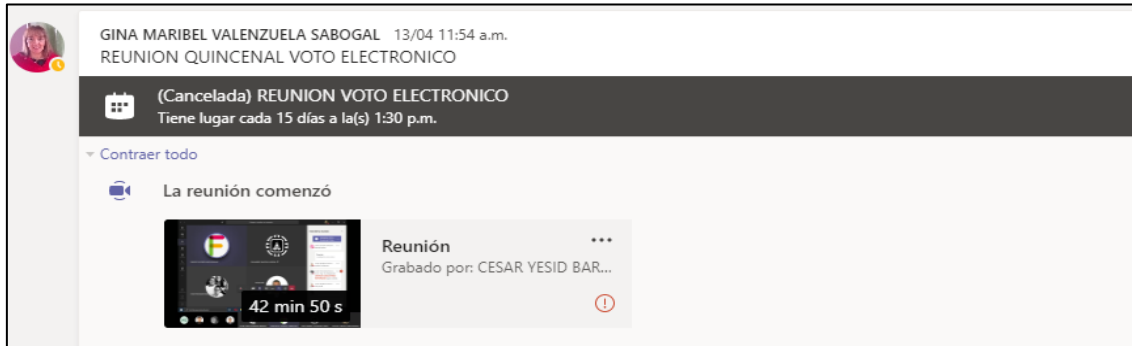 GINA MARIBEL VALENZUELA SABOGAL 13/04 11:54 a.m.
REUNION QUINCENAL VOTO ELECTRONICO
(Cancelada) REUNION VOTO ELECTRONICO
Tiene lugar cada 15 días a la(s) 1:30 p.m.
Contraer todo
La reunión comenzó
Reunión
Grabado por: CESAR YESID BAR...
42 min 50 s